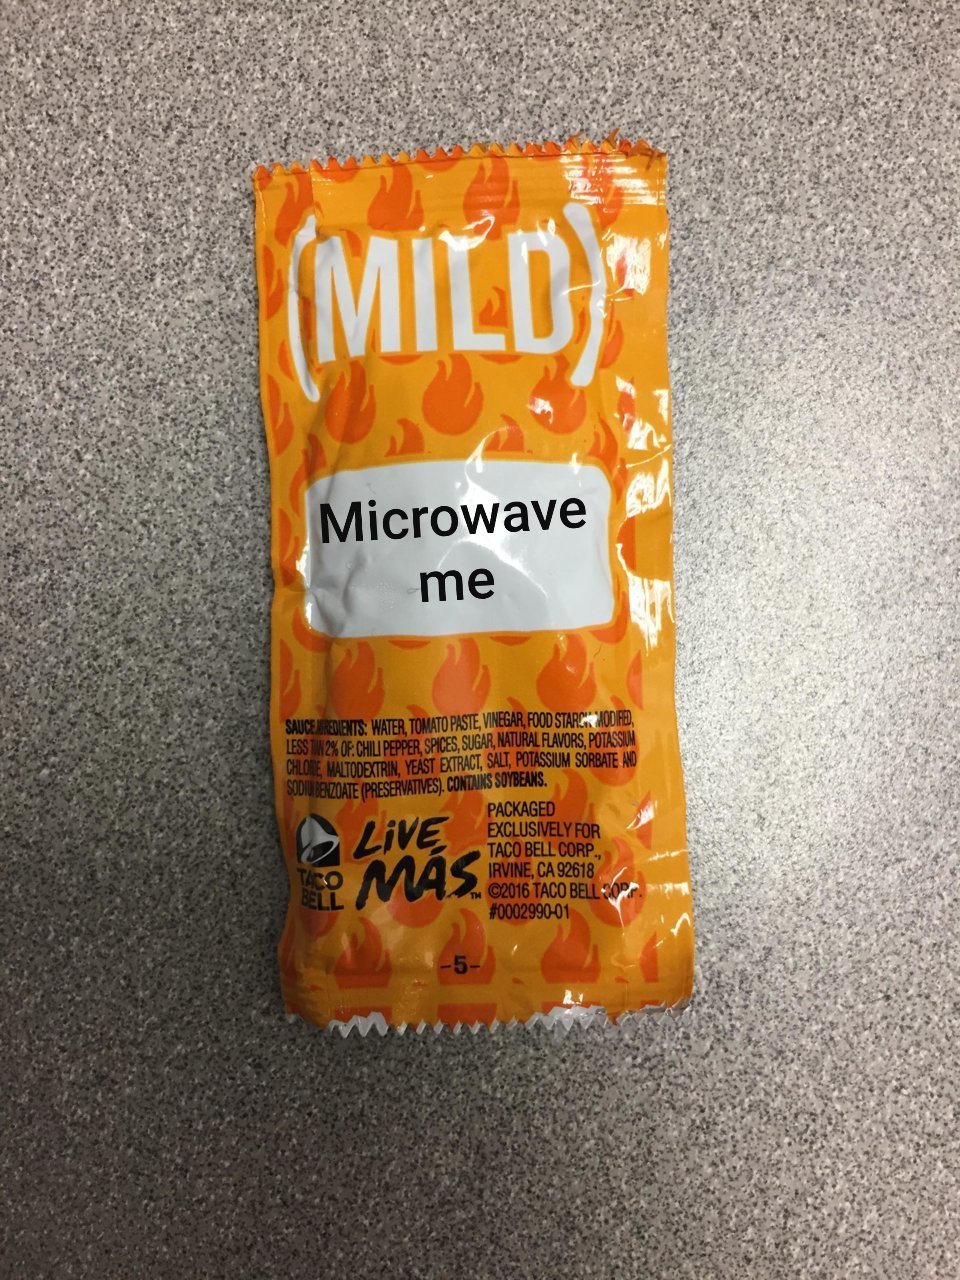 (MILD)
Microwave
me
SAUCE INGREDIENTS: WATER, TOMATO PASTE, VINEGAR, FOOD STARCH-MODIFIED,
LESS THAN 2% OF: CHILI PEPPER, SPICES, SUGAR, NATURAL FLAVORS, POTASSIUM
CHLORIDE, MALTODEXTRIN, YEAST EXTRACT, SALT, POTASSIUM SORBATE AND
SODIUM BENZOATE (PRESERVATIVES). CONTAINS SOYBEANS.
TACO
BELL
LiVE
MÁS™
PACKAGED
EXCLUSIVELY FOR
TACO BELL CORP.,
IRVINE, CA 92618
©2016 TACO BELL CORP.
#0002990-01
-5-